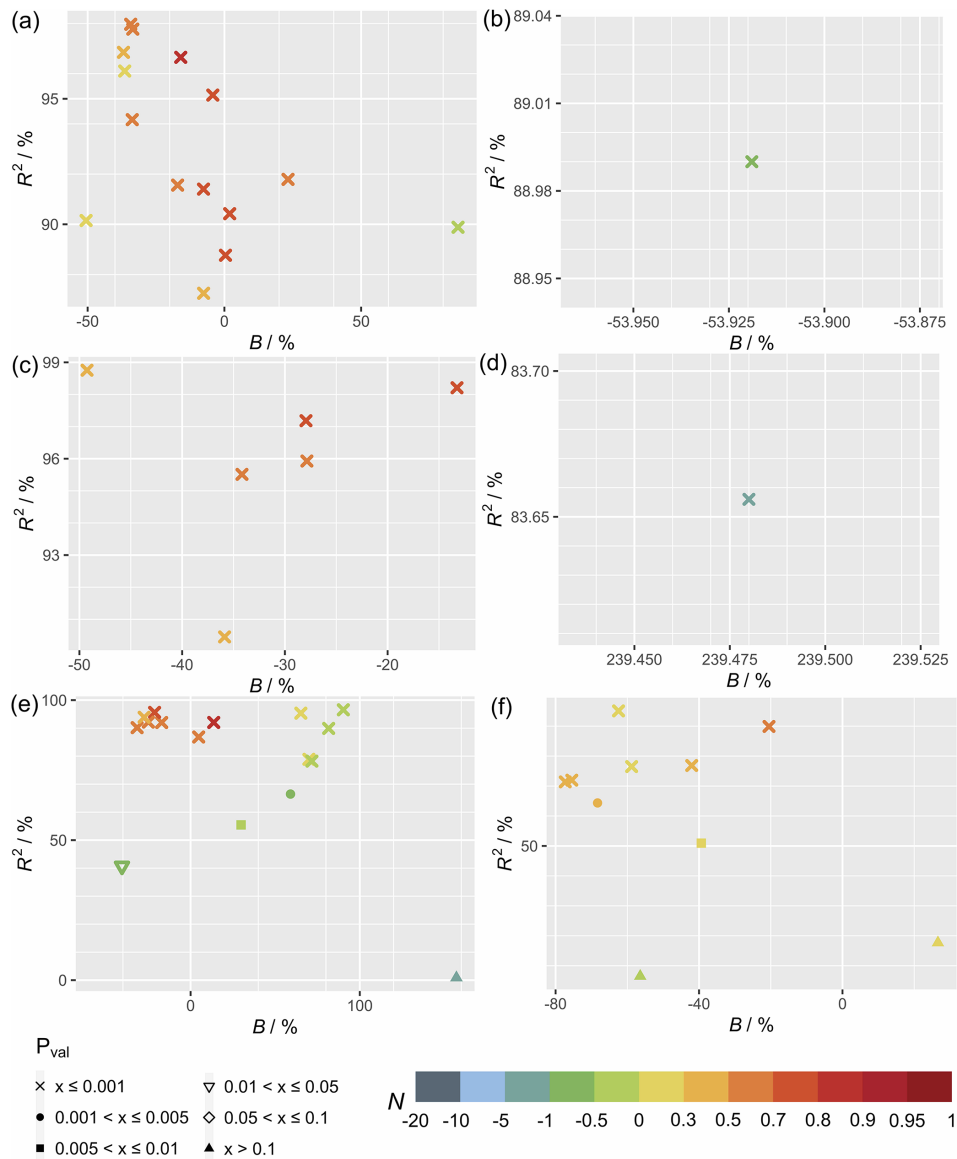 (a)
(b)
R² / %
95
90
-50 0 50
B / %
R² / %
89.04
89.01
88.98
88.95
-53.950 -53.925 -53.900 -53.875
B / %
(c)
(d)
R² / %
99
96
93
-50 -40 -30 -20
B / %
R² / %
83.70
83.65
239.450 239.475 239.500 239.525
B / %
(e)
(f)
R² / %
100
50
0
0 100
B / %
R² / %
50
-80 -40 0
B / %
Pval
x ≤ 0.001
0.001 < x ≤ 0.005
0.005 < x ≤ 0.01
0.01 < x ≤ 0.05
0.05 < x ≤ 0.1
x > 0.1
N
-20 -10 -5 -1 -0.5 0 0.3 0.5 0.7 0.8 0.9 0.95 1